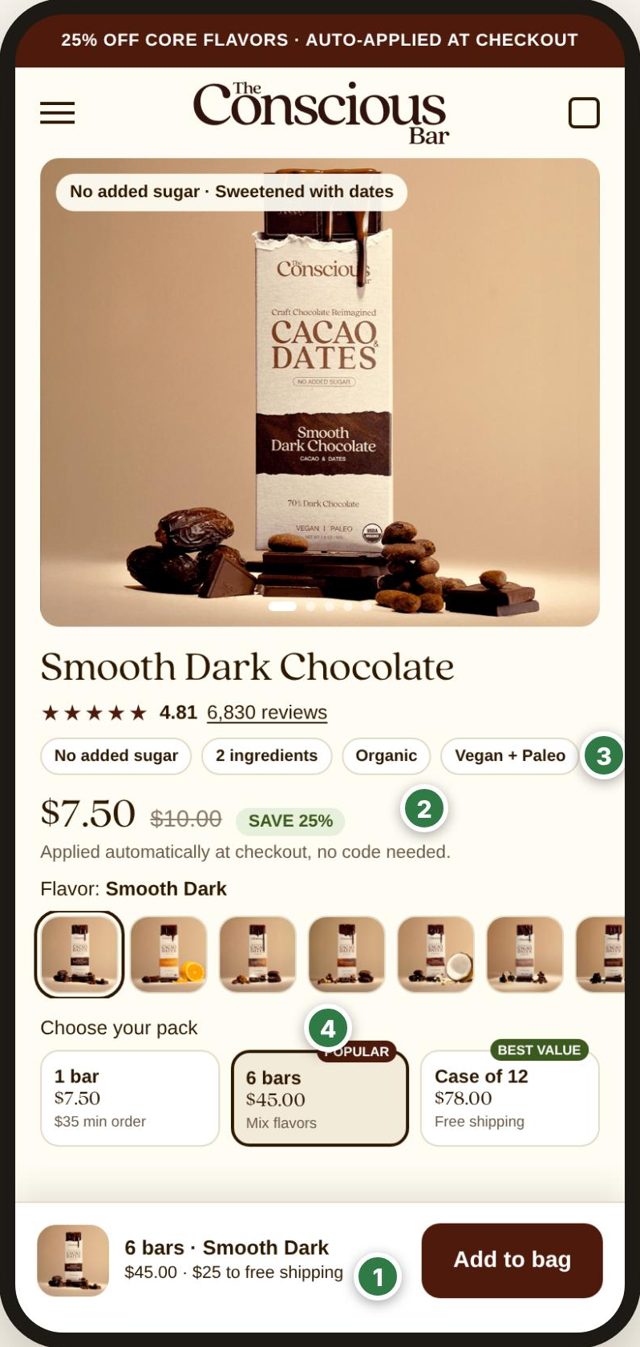 25% OFF CORE FLAVORS · AUTO-APPLIED AT CHECKOUT
The
Conscious
Bar
No added sugar · Sweetened with dates
The
Conscious
Craft Chocolate Reimagined
CACAO
&
DATES
NO ADDED SUGAR
Smooth
Dark Chocolate
CACAO & DATES
70% Dark Chocolate
VEGAN | PALEO
Smooth Dark Chocolate
★★★★★ 4.81 6,830 reviews
No added sugar 2 ingredients Organic Vegan + Paleo 3
$7.50 $10.00 SAVE 25% 2
Applied automatically at checkout, no code needed.
Flavor: Smooth Dark
Choose your pack 4
POPULAR BEST VALUE
1 bar 6 bars Case of 12
$7.50 $45.00 $78.00
$35 min order Mix flavors Free shipping
6 bars · Smooth Dark
$45.00 · $25 to free shipping 1
Add to bag